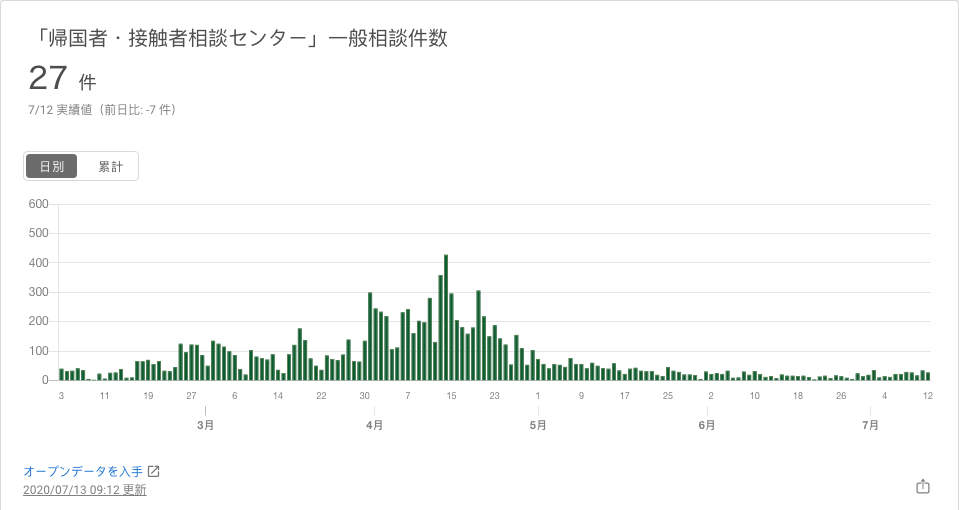 「帰国者・接触者相談センター」一般相談件数
27 件
7/12 実績値（前日比: -7 件）
日別 累計
600
500
400
300
200
100
0
3 11 19 27 6 14 22 30 7 15 23 1 9 17 25 2 10 18 26 4 12
3月 4月 5月 6月 7月
オープンデータを入手
2020/07/13 09:12 更新